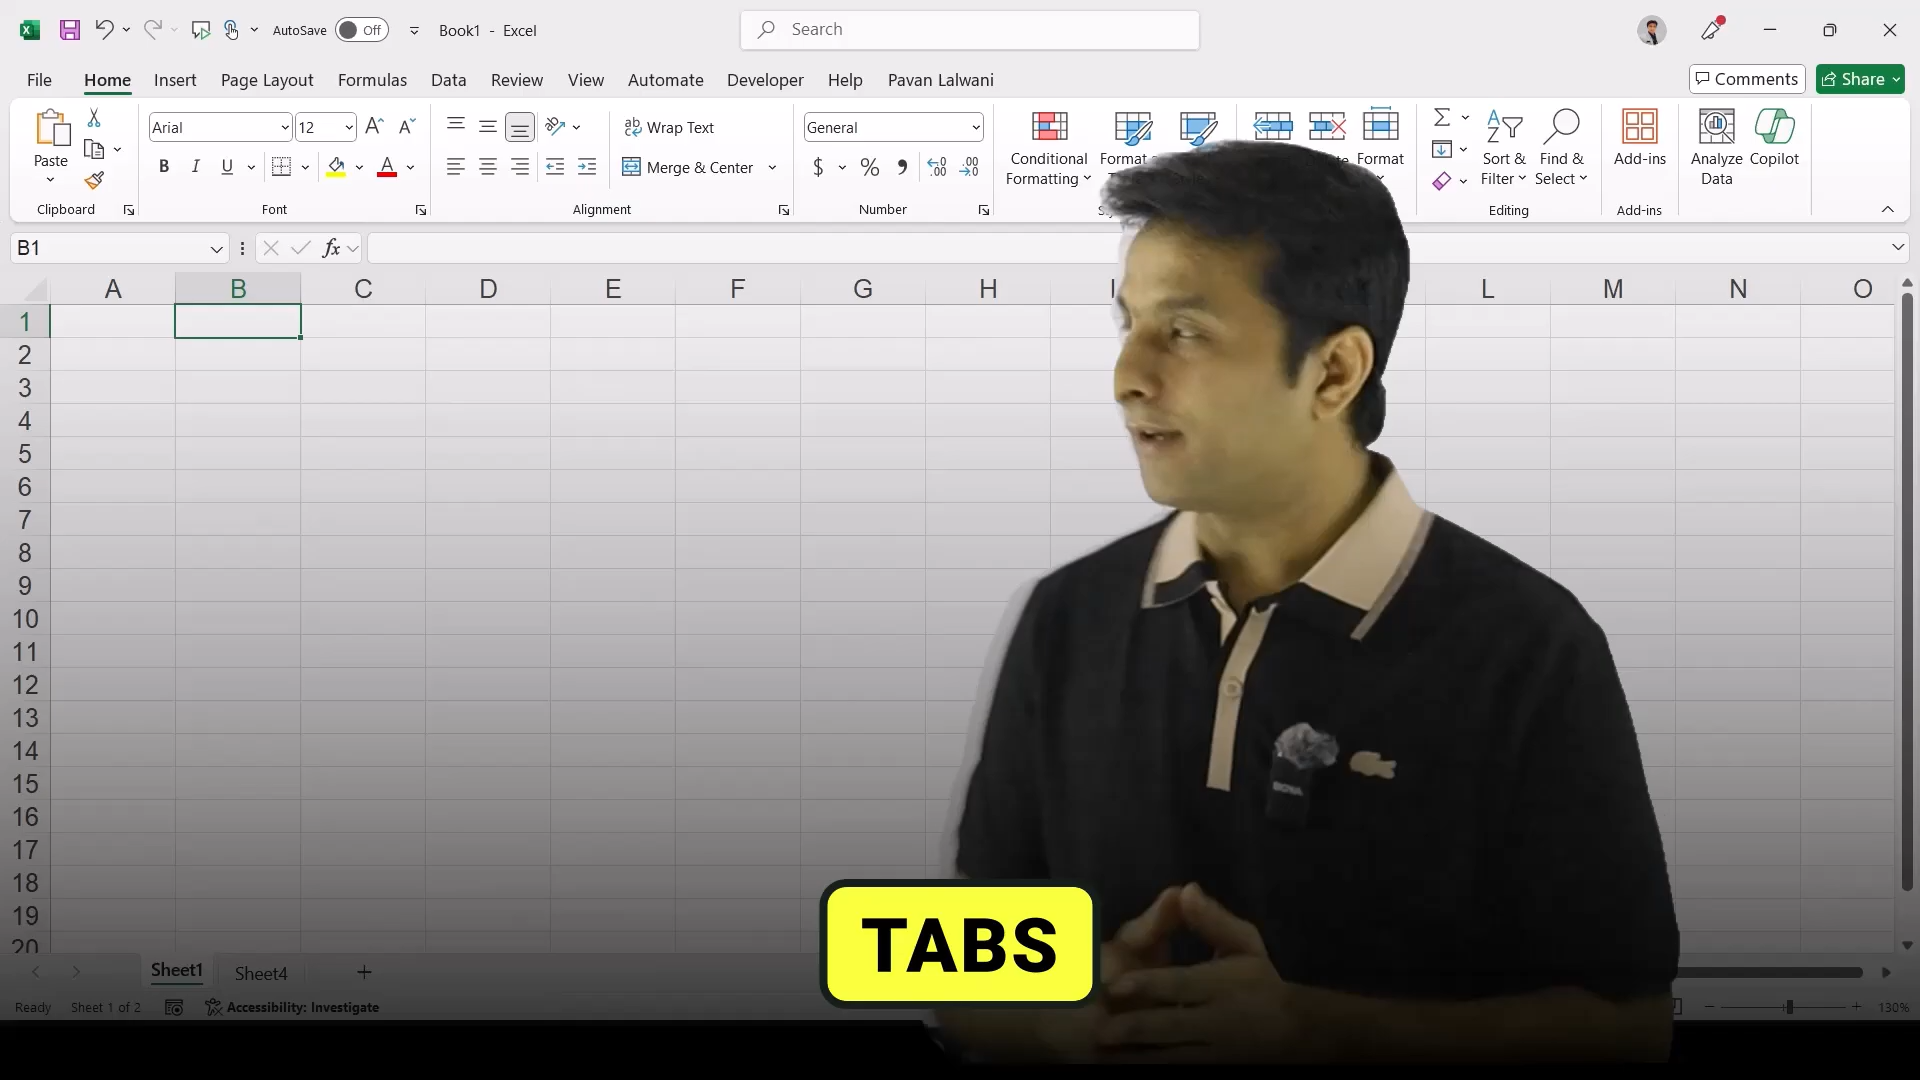 AutoSave Off Book1 - Excel Search
File Home Insert Page Layout Formulas Data Review View Automate Developer Help Pavan Lalwani Comments Share
Paste
Clipboard
Arial 12
B I U A
Font
ab Wrap Text
Merge & Center
Alignment
General
$ % , .00
Number
Conditional
Formatting
Format
Format
Σ
Sort &
Filter
Find &
Select
Editing
Add-ins
Add-ins
Analyze
Data
Copilot
B1 fx
A B C D E F G H L M N O
1
2
3
4
5
6
7
8
9
10
11
12
13
14
15
16
17
18
19
20
BOYA
TABS
Sheet1 Sheet4 +
Ready Sheet 1 of 2 Accessibility: Investigate 130%